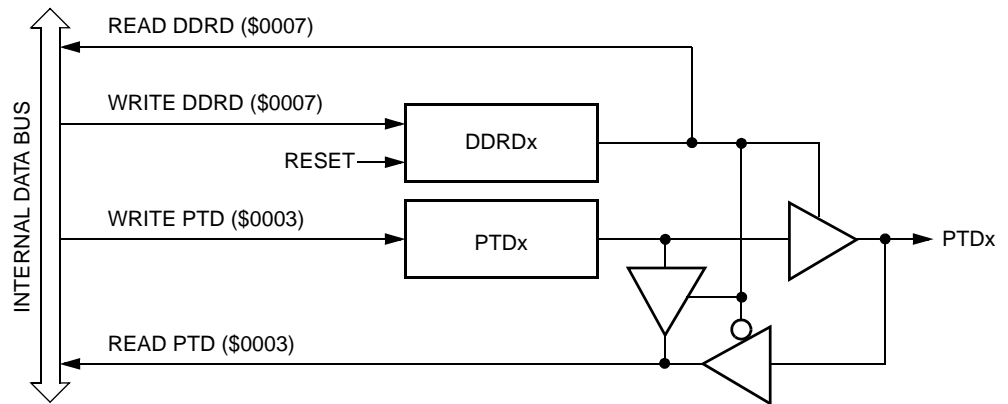 READ DDRD ($0007)
WRITE DDRD ($0007)
DDRDx
RESET
WRITE PTD ($0003)
PTDx
PTDx
READ PTD ($0003)
INTERNAL DATA BUS